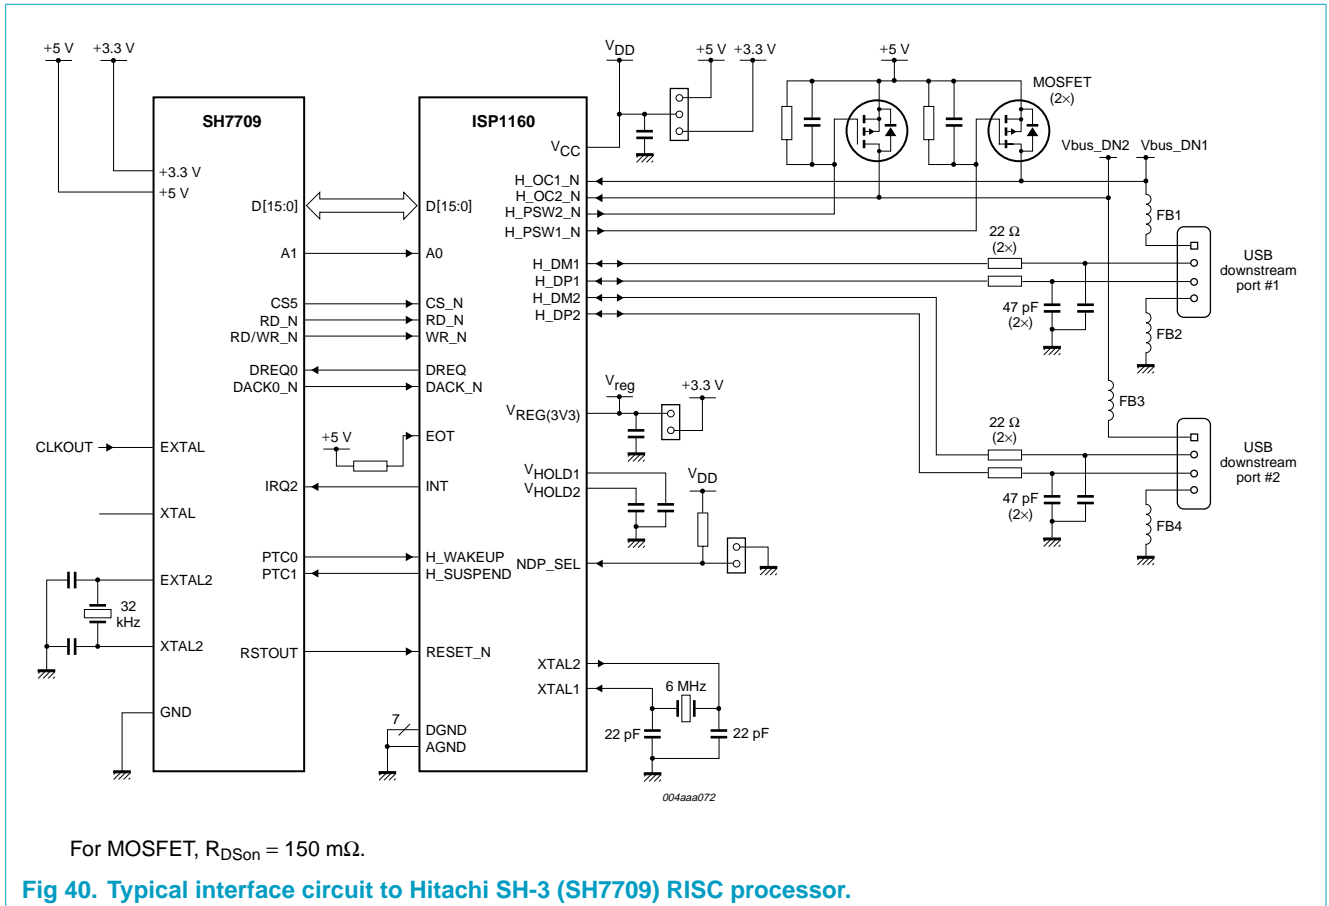 +5 V
+3.3 V
SH7709
+3.3 V
+5 V
D[15:0]
A1
CS5
RD_N
RD/WR_N
DREQ0
DACK0_N
CLKOUT
EXTAL
IRQ2
XTAL
PTC0
PTC1
EXTAL2
32
kHz
XTAL2
RSTOUT
GND
+5 V
7
ISP1160
VCC
D[15:0]
H_OC1_N
H_OC2_N
H_PSW2_N
H_PSW1_N
A0
H_DM1
H_DP1
H_DM2
H_DP2
CS_N
RD_N
WR_N
DREQ
DACK_N
VREG(3V3)
EOT
VHOLD1
VHOLD2
INT
H_WAKEUP
H_SUSPEND
NDP_SEL
RESET_N
XTAL2
XTAL1
DGND
AGND
VDD
+5 V
+3.3 V
+5 V
MOSFET
(2×)
Vbus_DN2
Vbus_DN1
FB1
22 Ω
(2×)
USB
downstream
port #1
47 pF
(2×)
FB2
Vreg
+3.3 V
FB3
22 Ω
(2×)
USB
downstream
port #2
VDD
47 pF
(2×)
FB4
6 MHz
22 pF
22 pF
004aaa072
For MOSFET, RDSon = 150 mΩ.
Fig 40. Typical interface circuit to Hitachi SH-3 (SH7709) RISC processor.